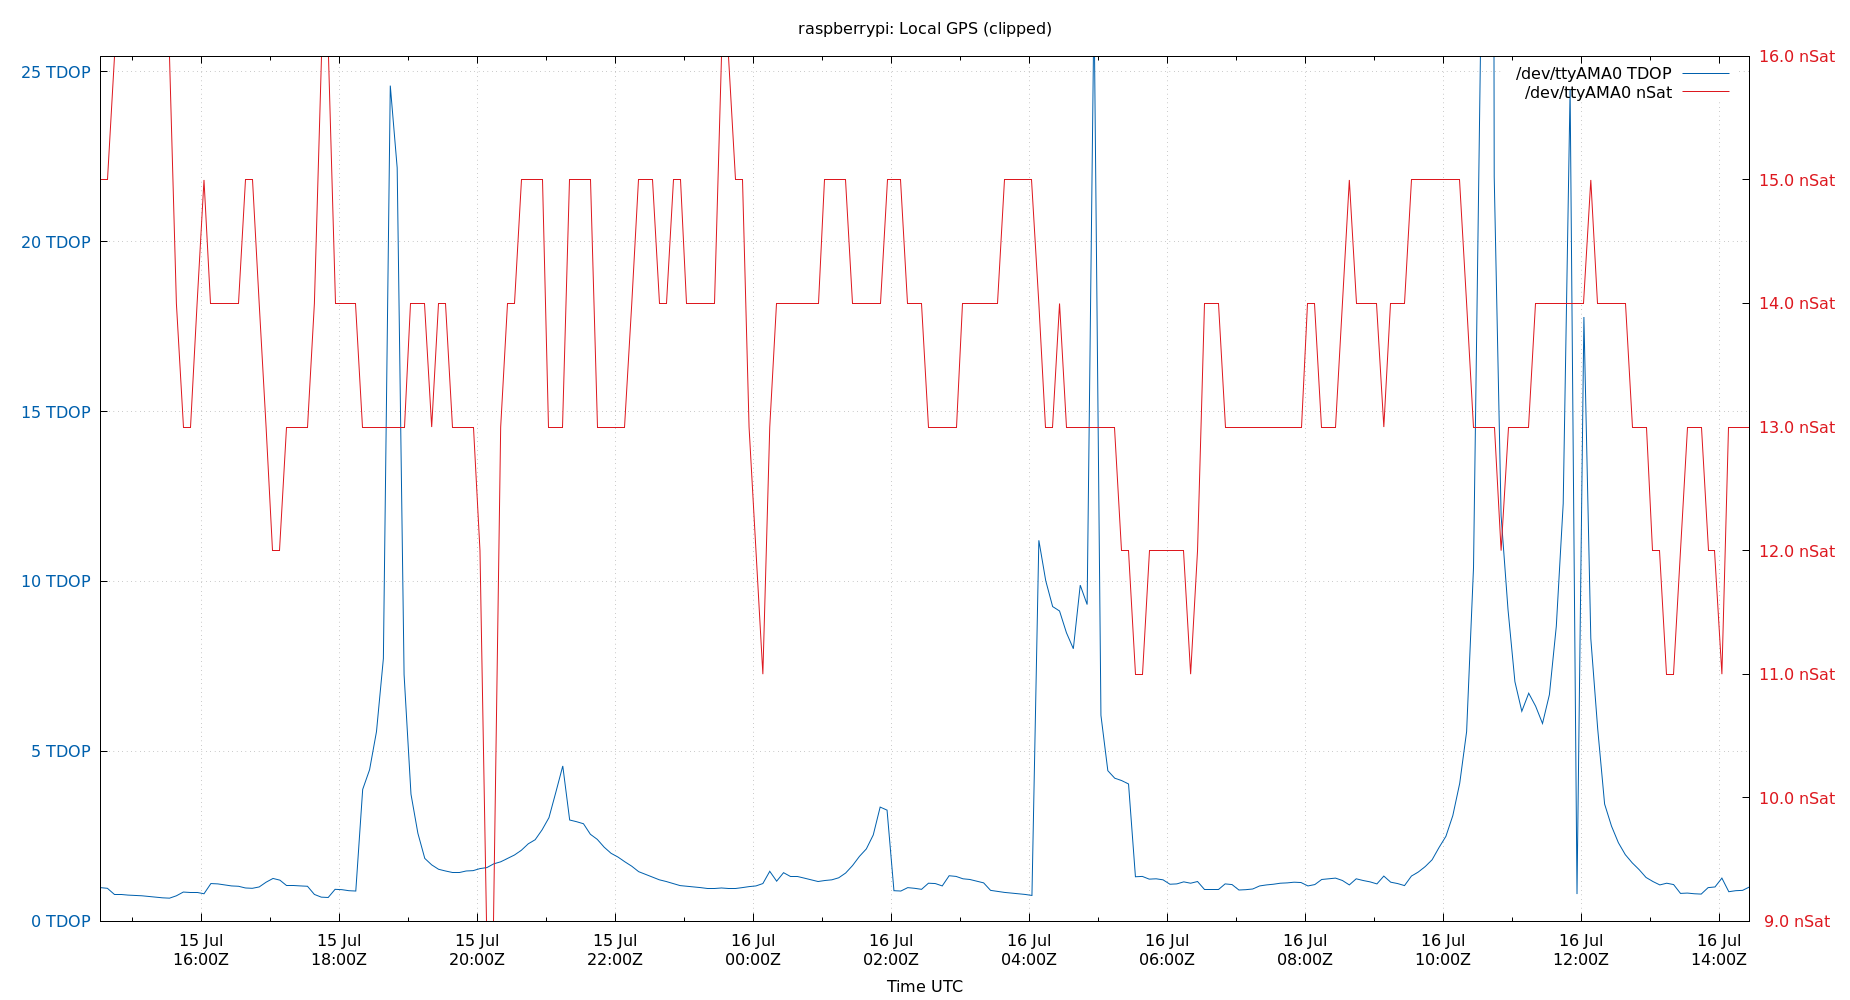 raspberrypi: Local GPS (clipped)
25 TDOP
20 TDOP
15 TDOP
10 TDOP
5 TDOP
0 TDOP
16.0 nSat
15.0 nSat
14.0 nSat
13.0 nSat
12.0 nSat
11.0 nSat
10.0 nSat
9.0 nSat
/dev/ttyAMA0 TDOP
/dev/ttyAMA0 nSat
15 Jul 15 Jul 15 Jul 15 Jul 16 Jul 16 Jul 16 Jul 16 Jul 16 Jul 16 Jul 16 Jul 16 Jul
16:00Z 18:00Z 20:00Z 22:00Z 00:00Z 02:00Z 04:00Z 06:00Z 08:00Z 10:00Z 12:00Z 14:00Z
Time UTC